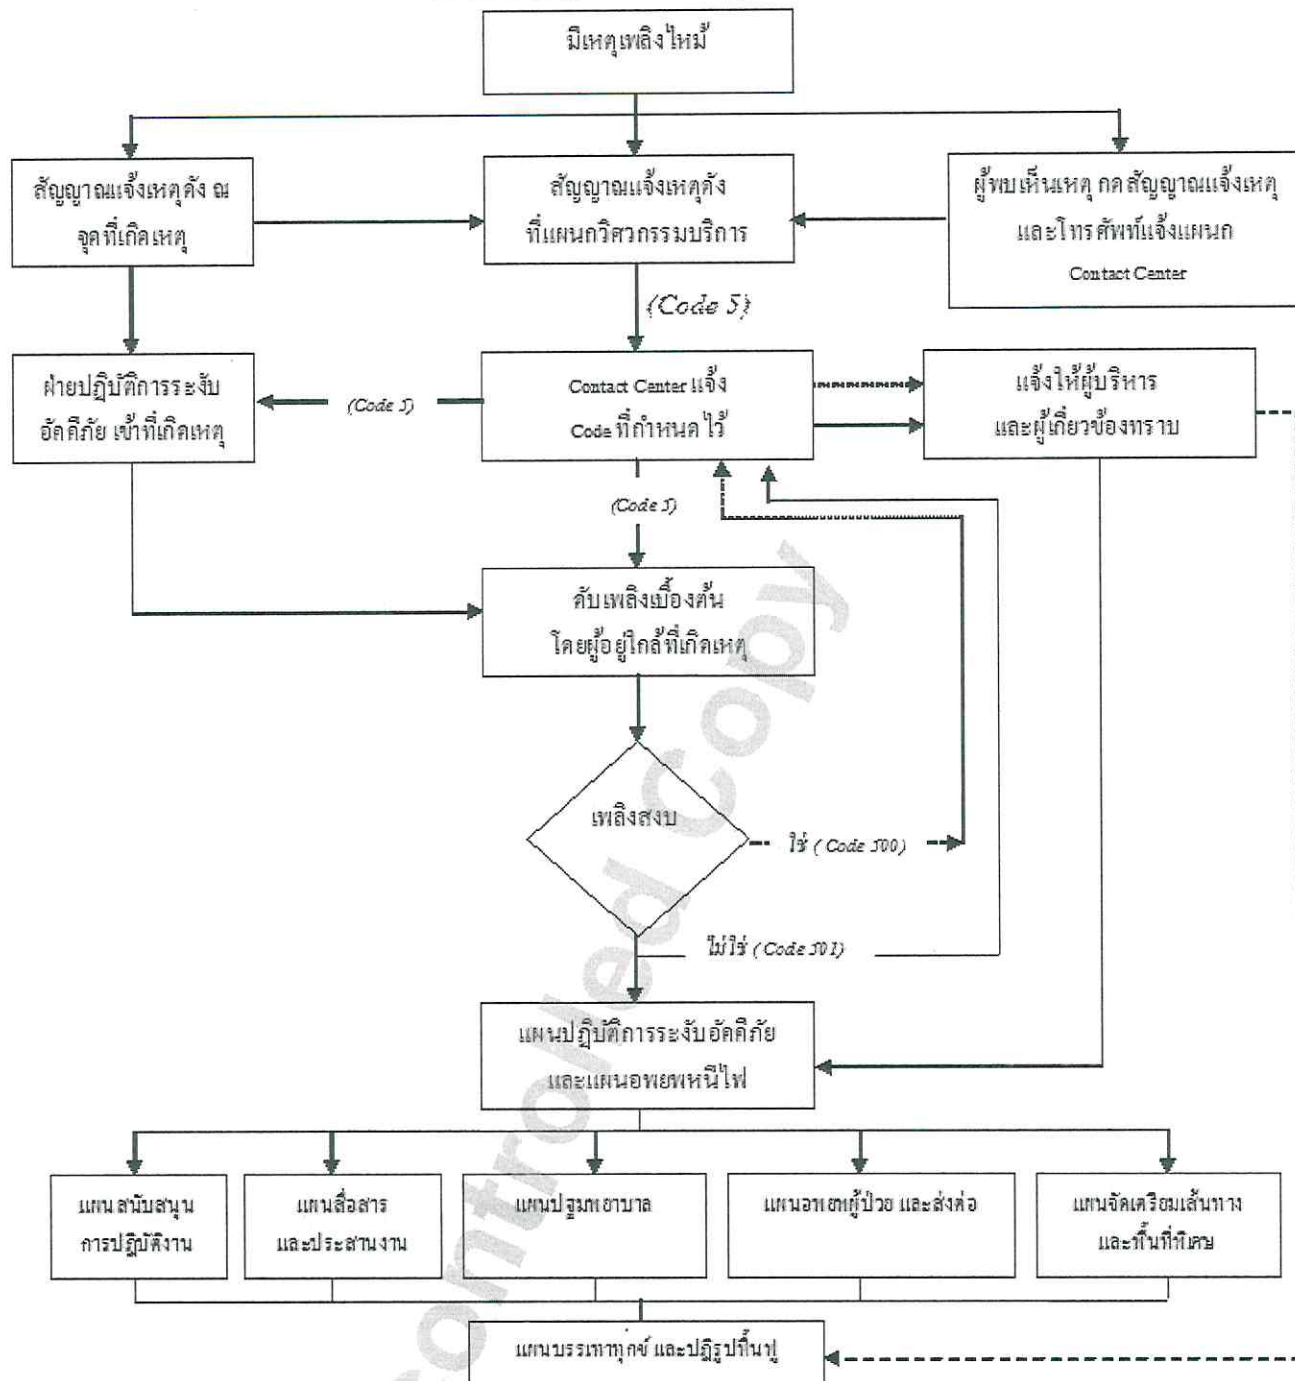 มีเหตุเพลิงไหม้
สัญญาณแจ้งเหตุดัง ณ
จุดที่เกิดเหตุ
สัญญาณแจ้งเหตุดัง
ที่แผนกวิศวกรรมบริการ
ผู้พบเห็นเหตุ กดสัญญาณแจ้งเหตุ
และโทรศัพท์แจ้งแผนก
Contact Center
(Code 5)
ฝ่ายปฏิบัติการระงับ
อัคคีภัย เข้าที่เกิดเหตุ
(Code 5)
Contact Center แจ้ง
Code ที่กำหนดไว้
แจ้งให้ผู้บริหาร
และผู้เกี่ยวข้องทราบ
(Code 5)
ดับเพลิงเบื้องต้น
โดยผู้อยู่ใกล้ที่เกิดเหตุ
เพลิงสงบ
ใช่ ( Code 500)
ไม่ใช่ ( Code 501)
แผนปฏิบัติการระงับอัคคีภัย
และแผนอพยพหนีไฟ
แผนสนับสนุน
การปฏิบัติงาน
แผนสื่อสาร
และประสานงาน
แผนปฐมพยาบาล
แผนอพยพผู้ป่วย และส่งต่อ
แผนจัดเตรียมเส้นทาง
และพื้นที่พิเศษ
แผนบรรเทาทุกข์ และปฏิรูปฟื้นฟู
Controlled Copy